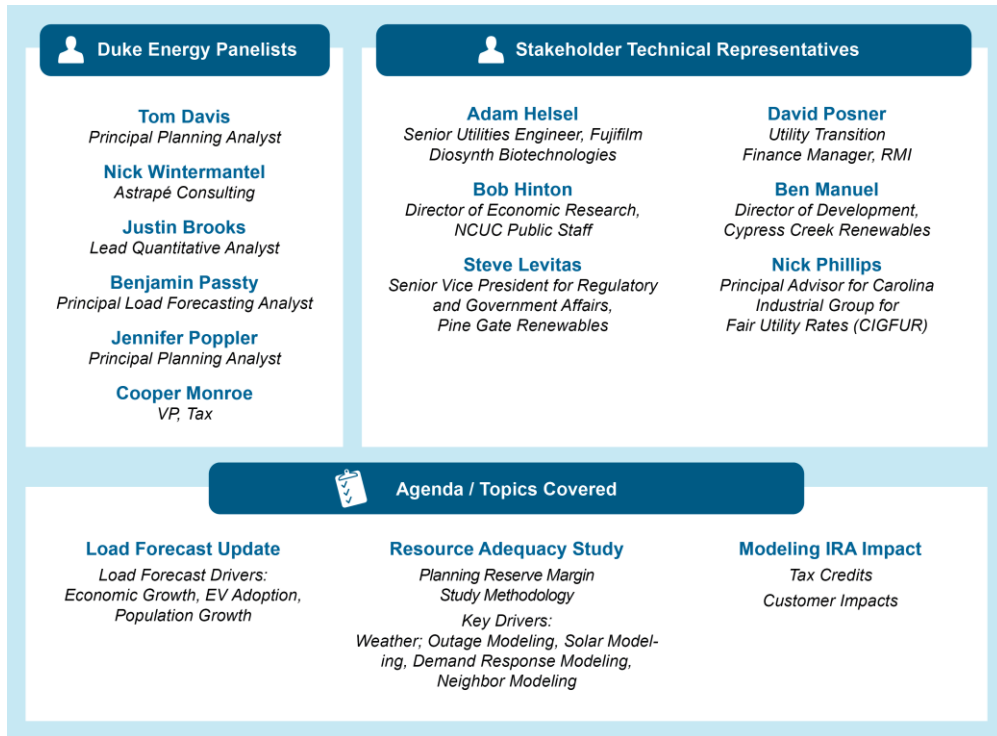 Duke Energy Panelists
Tom Davis
Principal Planning Analyst
Nick Wintermantel
Astrapé Consulting
Justin Brooks
Lead Quantitative Analyst
Benjamin Passty
Principal Load Forecasting Analyst
Jennifer Poppler
Principal Planning Analyst
Cooper Monroe
VP, Tax
Stakeholder Technical Representatives
Adam Helsel
Senior Utilities Engineer, Fujifilm
Diosynth Biotechnologies
Bob Hinton
Director of Economic Research,
NCUC Public Staff
Steve Levitas
Senior Vice President for Regulatory
and Government Affairs,
Pine Gate Renewables
David Posner
Utility Transition
Finance Manager, RMI
Ben Manuel
Director of Development,
Cypress Creek Renewables
Nick Phillips
Principal Advisor for Carolina
Industrial Group for
Fair Utility Rates (CIGFUR)
Agenda / Topics Covered
Load Forecast Update
Load Forecast Drivers:
Economic Growth, EV Adoption,
Population Growth
Resource Adequacy Study
Planning Reserve Margin
Study Methodology
Key Drivers:
Weather; Outage Modeling, Solar Model-
ing, Demand Response Modeling,
Neighbor Modeling
Modeling IRA Impact
Tax Credits
Customer Impacts